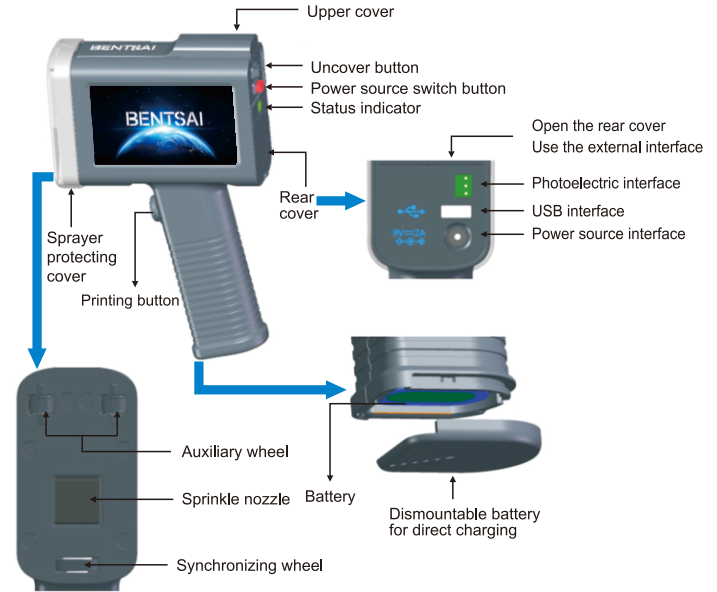 Upper cover
BENTSAI
Uncover button
Power source switch button
Status indicator
BENTSAI
Open the rear cover
Use the external interface
Photoelectric interface
USB interface
Power source interface
9V 2A
Rear
cover
Sprayer
protecting
cover
Printing button
Auxiliary wheel
Sprinkle nozzle
Synchronizing wheel
Battery
Dismountable battery
for direct charging